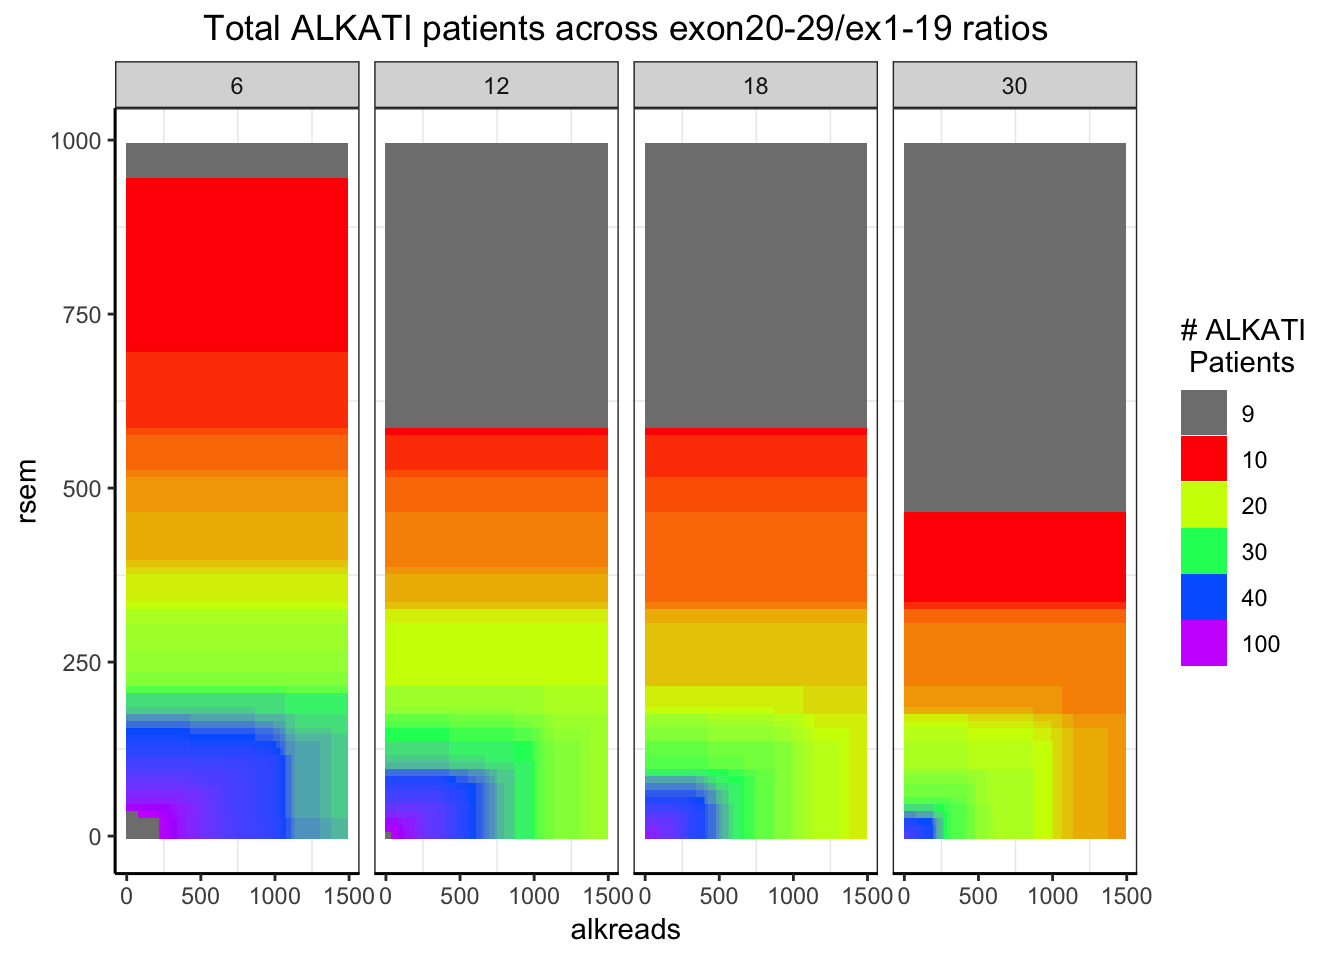 Total ALKATI patients across exon20-29/ex1-19 ratios
6 12 18 30
1000
750
500
250
0
rsem
0 500 1000 1500 0 500 1000 1500 0 500 1000 1500 0 500 1000 1500
alkreads
# ALKATI
Patients
9
10
20
30
40
100